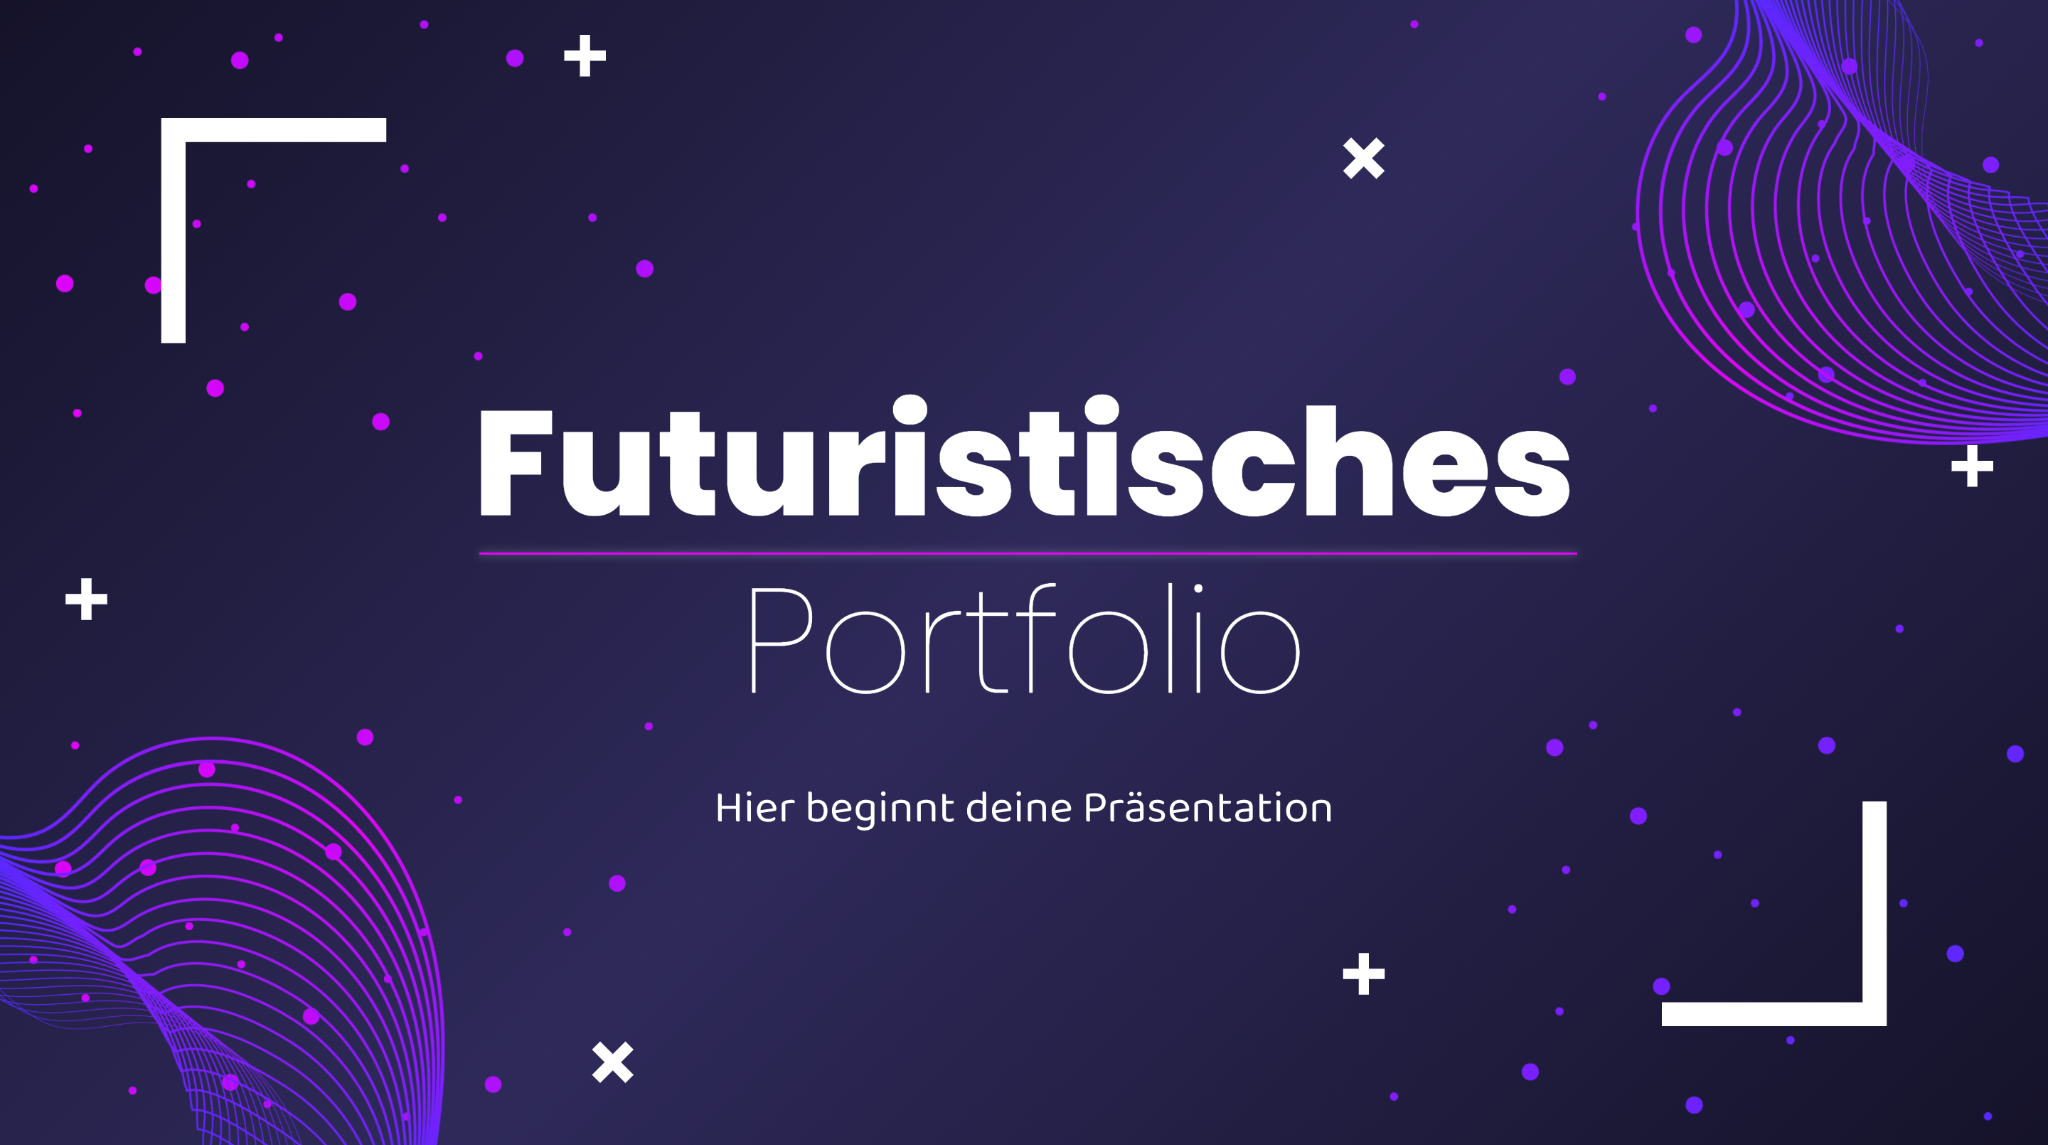 Futuristisches
Portfolio
Hier beginnt deine Präsentation